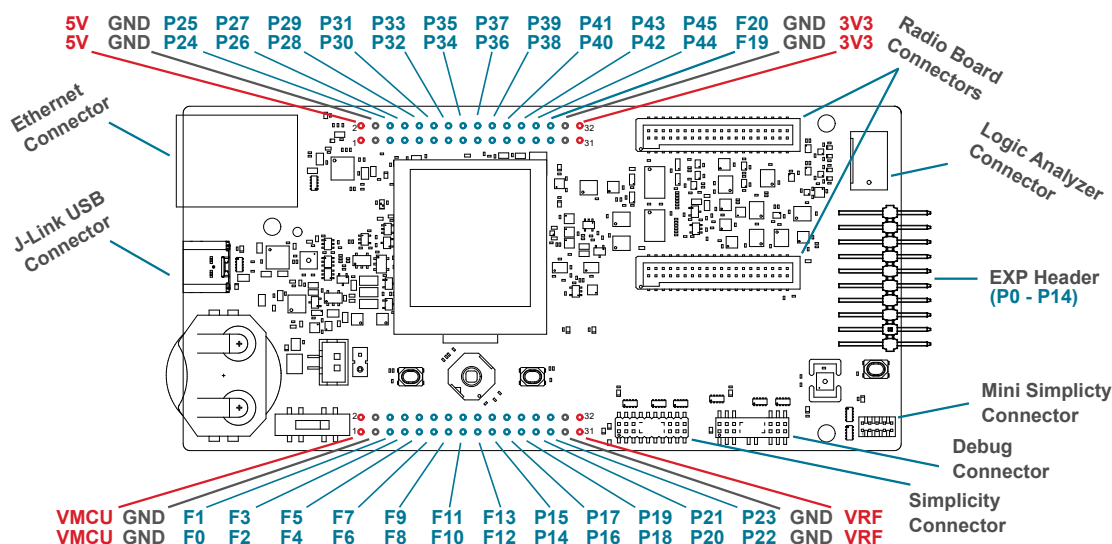 5V GND P25 P27 P29 P31 P33 P35 P37 P39 P41 P43 P45 F20 GND 3V3
5V GND P24 P26 P28 P30 P32 P34 P36 P38 P40 P42 P44 F19 GND 3V3
Radio Board
Connectors
Ethernet
Connector
2
32
1
31
Logic Analyzer
Connector
J-Link USB
Connector
EXP Header
(P0 - P14)
Mini Simplicty
Connector
2
32
1
31
Debug
Connector
Simplicity
Connector
VMCU GND F1 F3 F5 F7 F9 F11 F13 P15 P17 P19 P21 P23 GND VRF
VMCU GND F0 F2 F4 F6 F8 F10 F12 P14 P16 P18 P20 P22 GND VRF